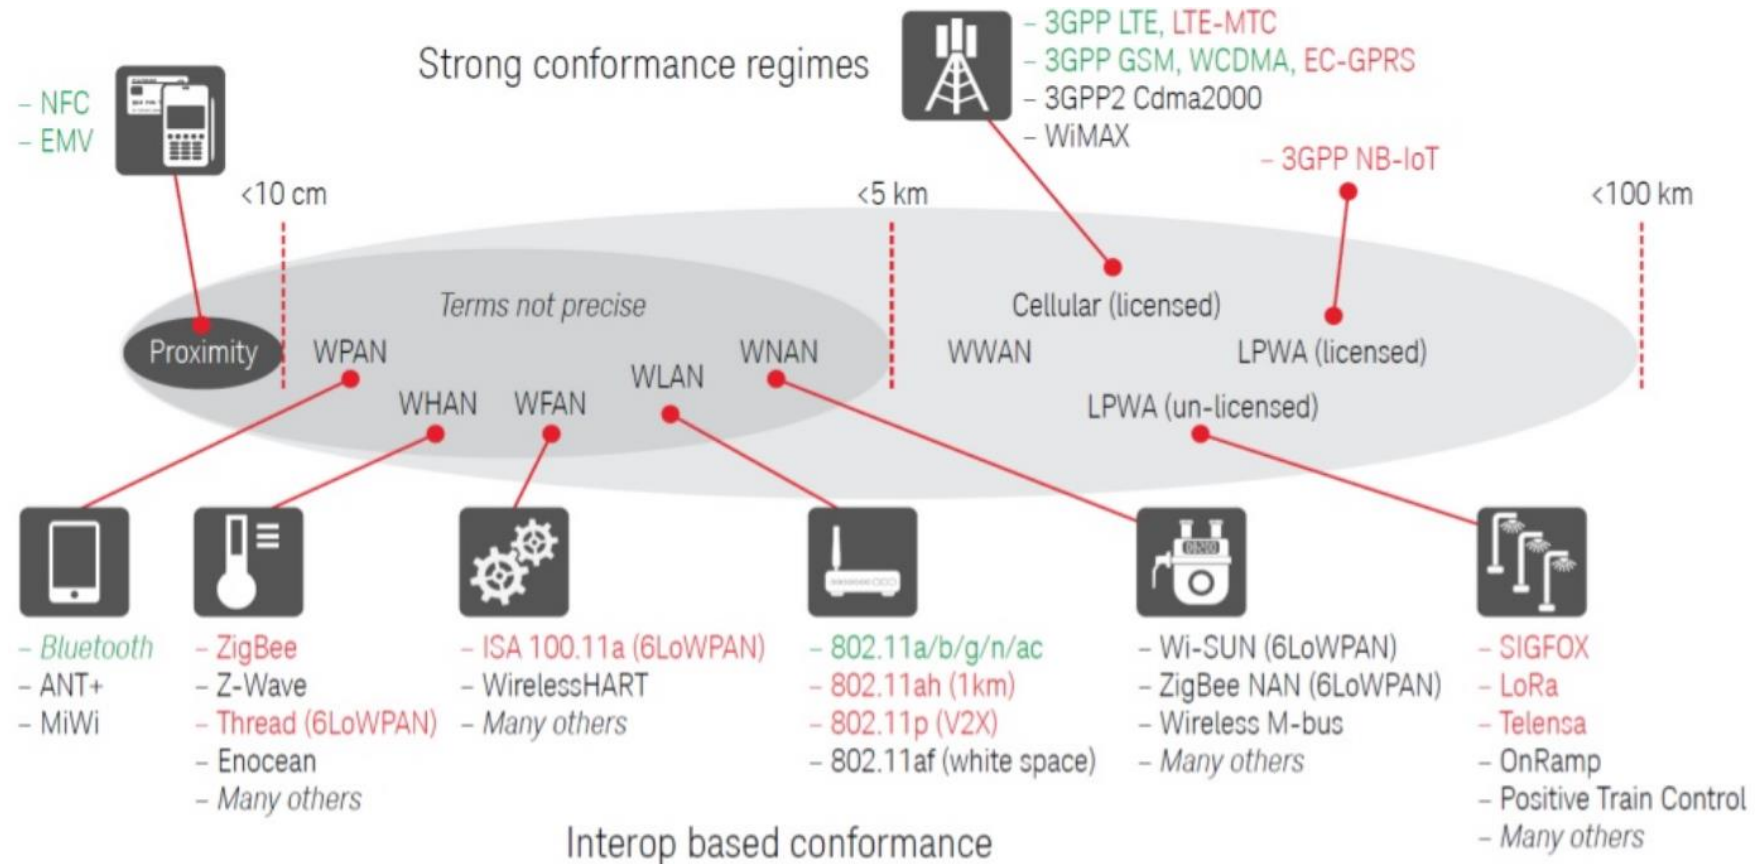 Strong conformance regimes
– NFC
– EMV
– 3GPP LTE, LTE-MTC
– 3GPP GSM, WCDMA, EC-GPRS
– 3GPP2 Cdma2000
– WiMAX
– 3GPP NB-IoT
<10 cm
<5 km
<100 km
Terms not precise
Cellular (licensed)
Proximity
WPAN
WHAN
WFAN
WLAN
WNAN
WWAN
LPWA (licensed)
LPWA (un-licensed)
– Bluetooth
– ANT+
– MiWi
– ZigBee
– Z-Wave
– Thread (6LoWPAN)
– Enocean
– Many others
– ISA 100.11a (6LoWPAN)
– WirelessHART
– Many others
– 802.11a/b/g/n/ac
– 802.11ah (1km)
– 802.11p (V2X)
– 802.11af (white space)
– Wi-SUN (6LoWPAN)
– ZigBee NAN (6LoWPAN)
– Wireless M-bus
– Many others
– SIGFOX
– LoRa
– Telensa
– OnRamp
– Positive Train Control
– Many others
Interop based conformance